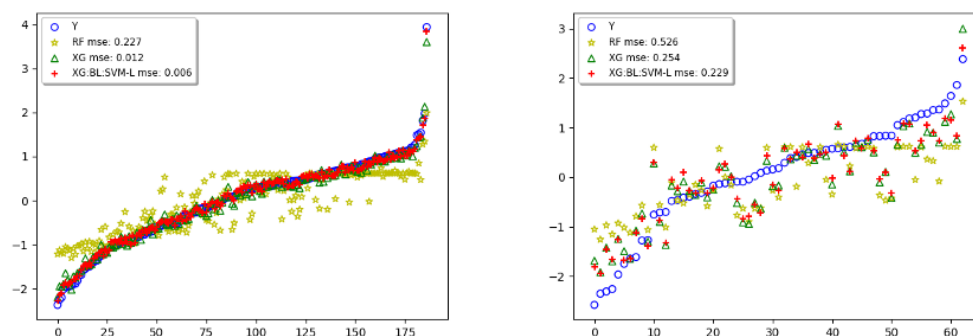 Y
RF mse: 0.227
XG mse: 0.012
XG:BL:SVM-L mse: 0.006
4
3
2
1
0
−1
−2
0 25 50 75 100 125 150 175
Y
RF mse: 0.526
XG mse: 0.254
XG:BL:SVM-L mse: 0.229
3
2
1
0
−1
−2
0 10 20 30 40 50 60